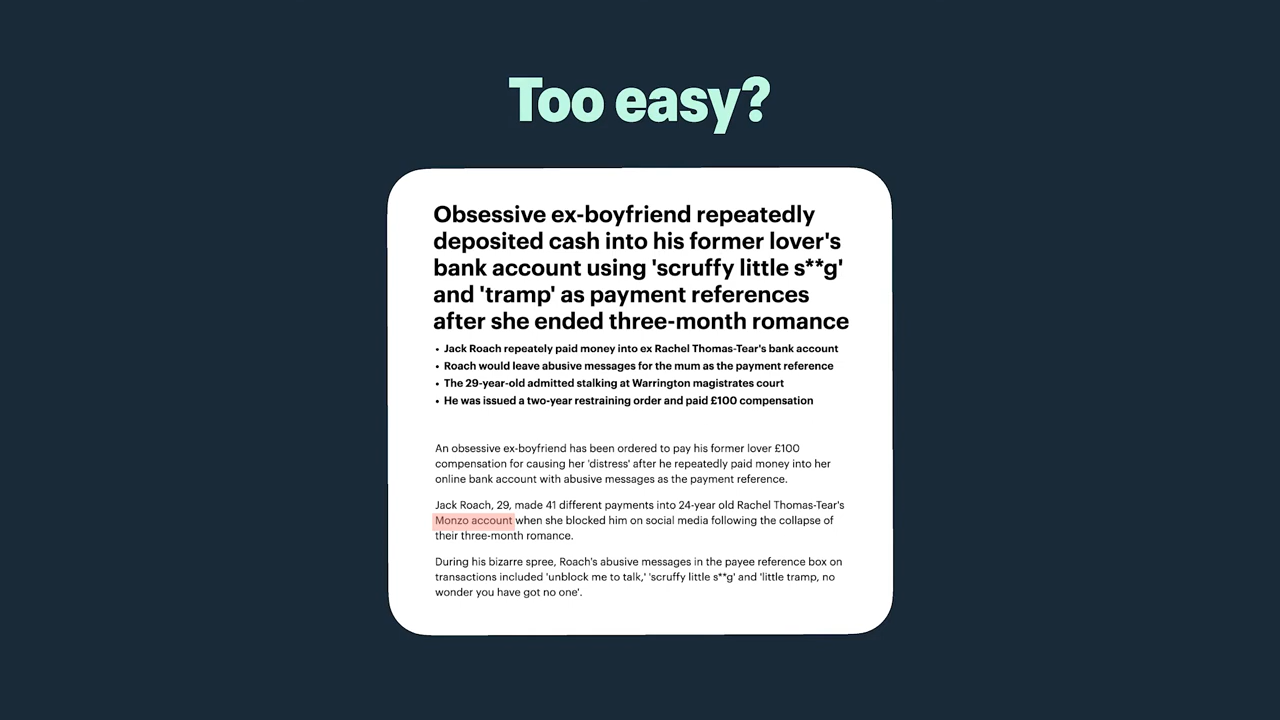 Too easy?
Obsessive ex-boyfriend repeatedly
deposited cash into his former lover's
bank account using 'scruffy little s**g'
and 'tramp' as payment references
after she ended three-month romance
• Jack Roach repeately paid money into ex Rachel Thomas-Tear's bank account
• Roach would leave abusive messages for the mum as the payment reference
• The 29-year-old admitted stalking at Warrington magistrates court
• He was issued a two-year restraining order and paid £100 compensation
An obsessive ex-boyfriend has been ordered to pay his former lover £100
compensation for causing her 'distress' after he repeatedly paid money into her
online bank account with abusive messages as the payment reference.
Jack Roach, 29, made 41 different payments into 24-year old Rachel Thomas-Tear's
Monzo account when she blocked him on social media following the collapse of
their three-month romance.
During his bizarre spree, Roach's abusive messages in the payee reference box on
transactions included 'unblock me to talk,' 'scruffy little s**g' and 'little tramp, no
wonder you have got no one'.